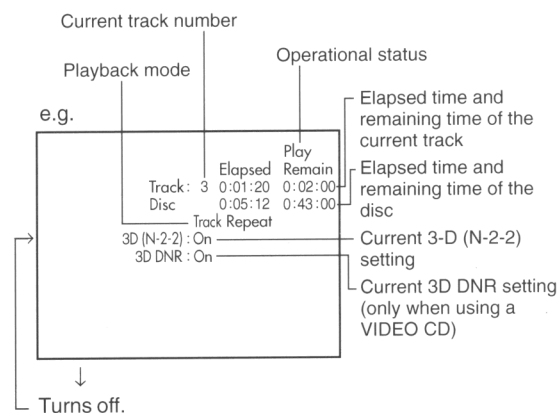 Current track number
Operational status
Playback mode
e.g.
Play
Elapsed Remain
Track: 3 0:01:20 0:02:00
Disc 0:05:12 0:43:00
Track Repeat
3D (N-2-2) : On
3D DNR : On
Elapsed time and
remaining time of the
current track
Elapsed time and
remaining time of the
disc
Current 3-D (N-2-2)
setting
Current 3D DNR setting
(only when using a
VIDEO CD)
Turns off.